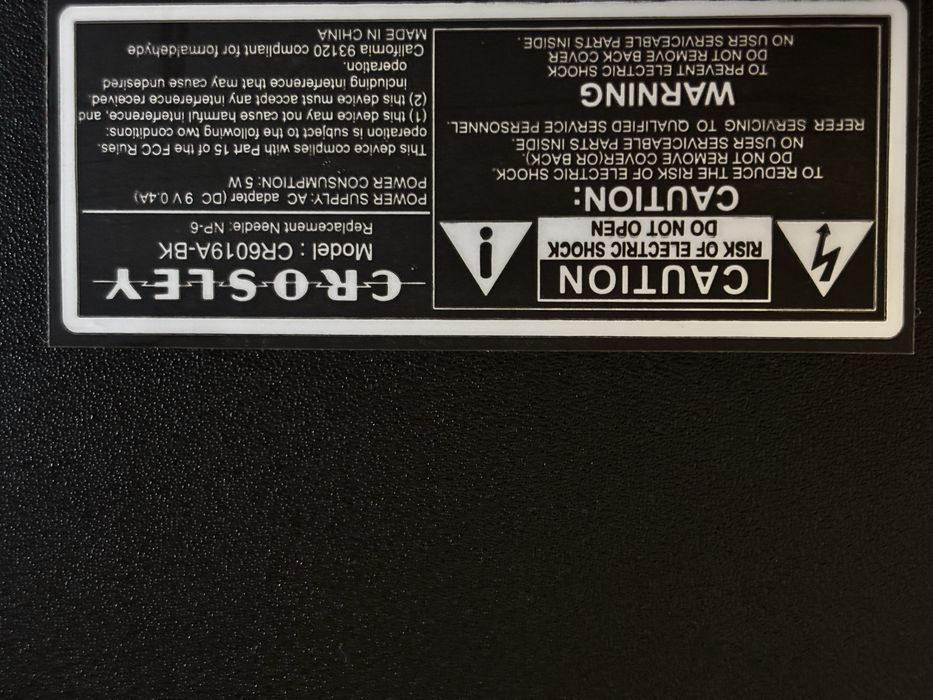 CROSLEY
Model : CR6019A-BK
Replacement Needle: NP-6
POWER SUPPLY: AC adapter (DC 9 V 0.4A)
POWER CONSUMPTION: 5 W
This device complies with Part 15 of the FCC Rules.
operation is subject to the following two conditions:
(1) this device may not cause harmful interference, and
(2) this device must accept any interference received
including interference that may cause undesired
operation.
California 93120 compliant for formaldehyde
MADE IN CHINA
CAUTION
RISK OF ELECTRIC SHOCK
DO NOT OPEN
CAUTION:
TO REDUCE THE RISK OF ELECTRIC SHOCK.
DO NOT REMOVE COVER(OR BACK).
NO USER SERVICEABLE PARTS INSIDE.
REFER SERVICING TO QUALIFIED SERVICE PERSONNEL.
WARNING
TO PREVENT ELECTRIC SHOCK
DO NOT REMOVE BACK COVER
NO USER SERVICEABLE PARTS INSIDE.